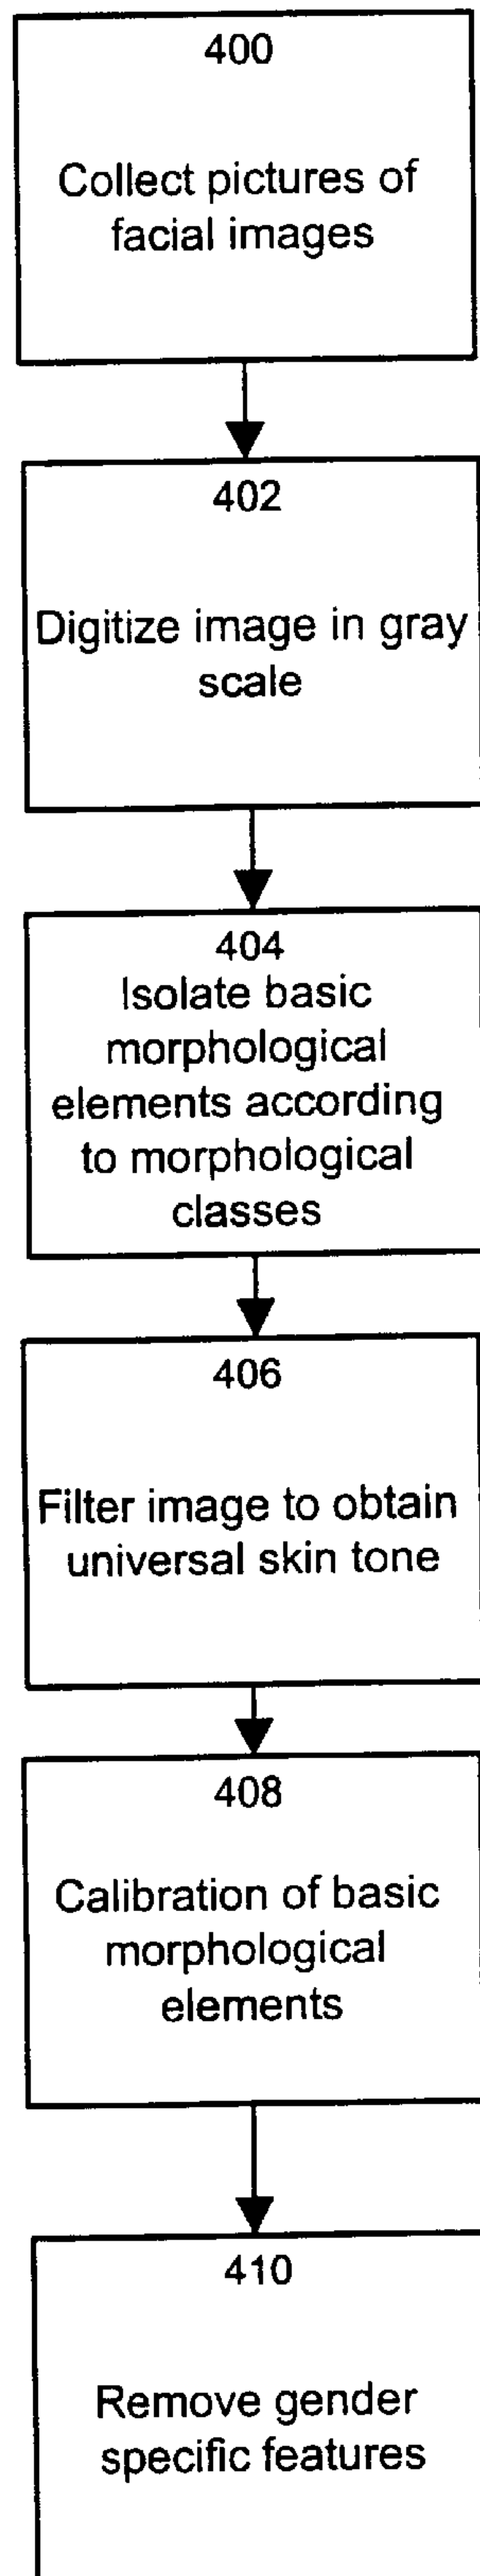 400
Collect pictures of
facial images
402
Digitize image in gray
scale
404
Isolate basic
morphological
elements according
to morphological
classes
406
Filter image to obtain
universal skin tone
408
Calibration of basic
morphological
elements
410
Remove gender
specific features